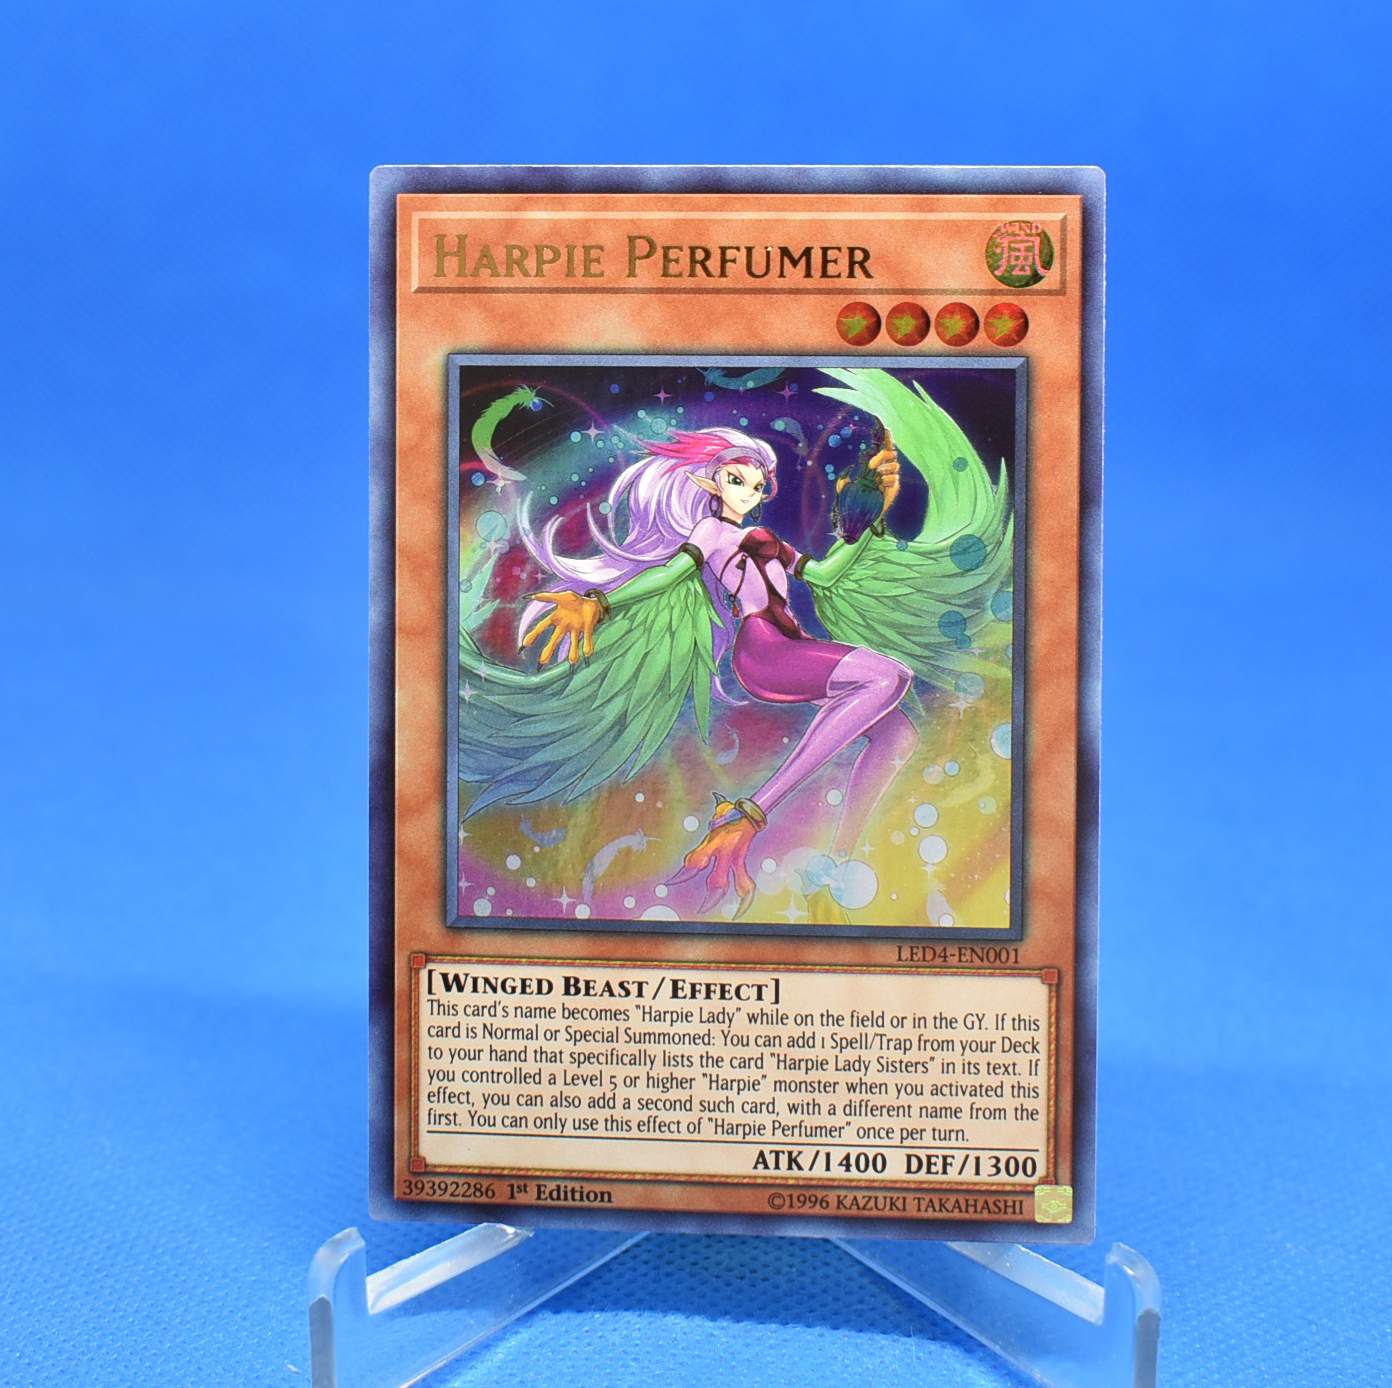 HARPIE PERFUMER
WIND
風
LED4-EN001
[WINGED BEAST/EFFECT]
This card's name becomes "Harpie Lady" while on the field or in the GY. If this
card is Normal or Special Summoned: You can add 1 Spell/Trap from your Deck
to your hand that specifically lists the card "Harpie Lady Sisters" in its text. If
you controlled a Level 5 or higher "Harpie" monster when you activated this
effect, you can also add a second such card, with a different name from the
first. You can only use this effect of "Harpie Perfumer" once per turn.
ATK/1400 DEF/1300
39392286 1st Edition ©1996 KAZUKI TAKAHASHI